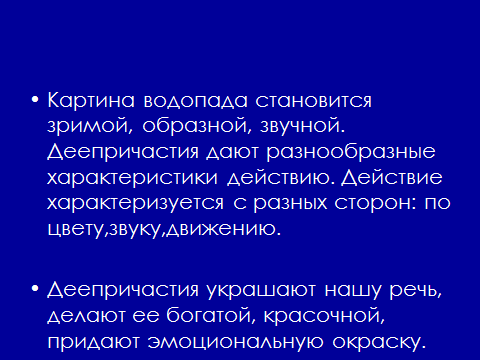 • Картина водопада становится
зримой, образной, звучной.
Деепричастия дают разнообразные
характеристики действию. Действие
характеризуется с разных сторон: по
цвету,звуку,движению.
• Деепричастия украшают нашу речь,
делают ее богатой, красочной,
придают эмоциональную окраску.